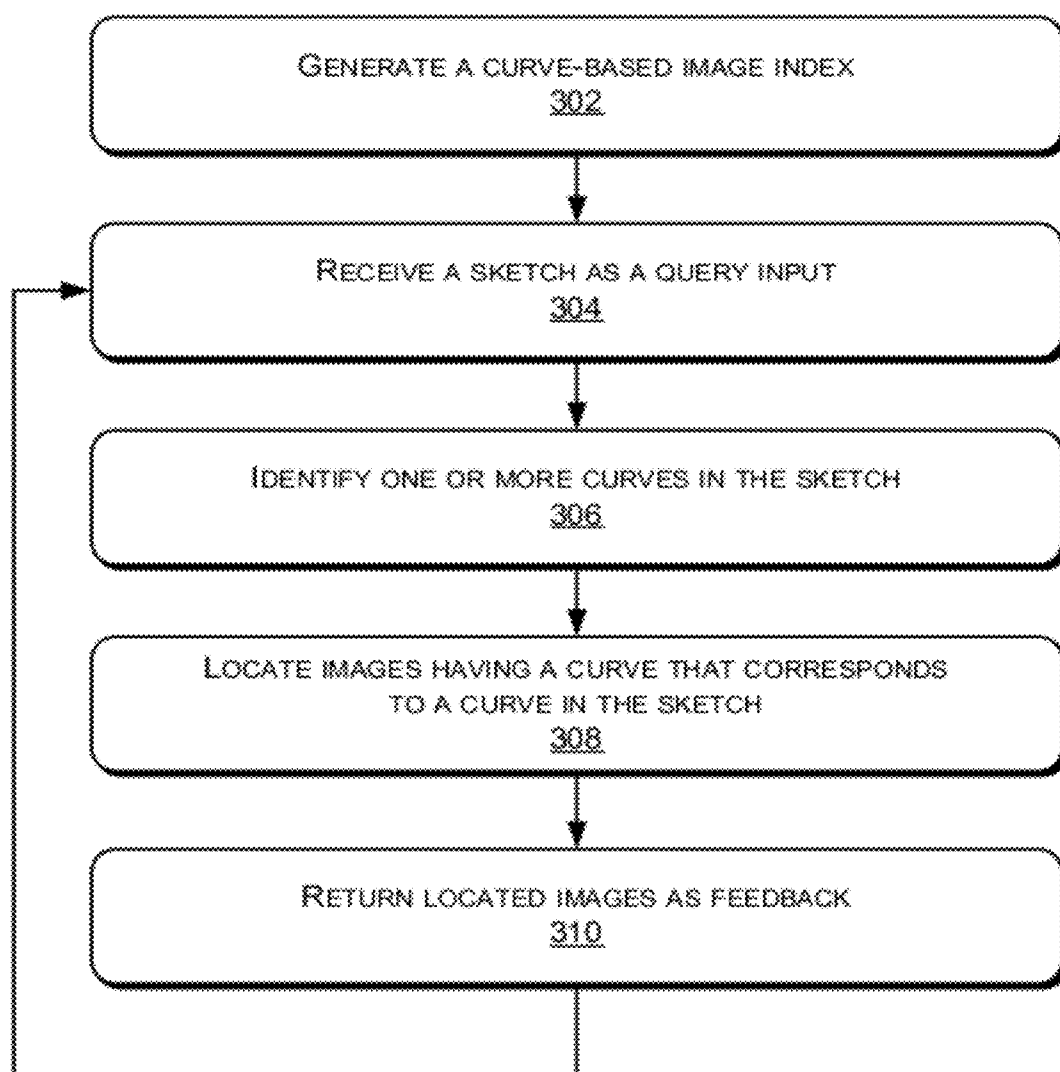 GENERATE A CURVE-BASED IMAGE INDEX
302
RECEIVE A SKETCH AS A QUERY INPUT
304
IDENTIFY ONE OR MORE CURVES IN THE SKETCH
306
LOCATE IMAGES HAVING A CURVE THAT CORRESPONDS
TO A CURVE IN THE SKETCH
308
RETURN LOCATED IMAGES AS FEEDBACK
310